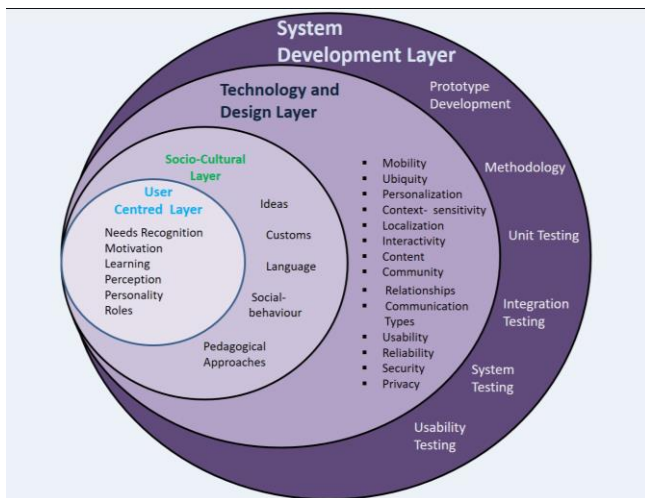 System
Development Layer
Technology and
Design Layer
Socio-Cultural
Layer
User
Centred Layer
Needs Recognition
Motivation
Learning
Perception
Personality
Roles
Ideas
Customs
Language
Social-
behaviour
Pedagogical
Approaches
▪ Mobility
▪ Ubiquity
▪ Personalization
▪ Context- sensitivity
▪ Localization
▪ Interactivity
▪ Content
▪ Community
▪ Relationships
▪ Communication
Types
▪ Usability
▪ Reliability
▪ Security
▪ Privacy
Prototype
Development
Methodology
Unit Testing
Integration
Testing
System
Testing
Usability
Testing